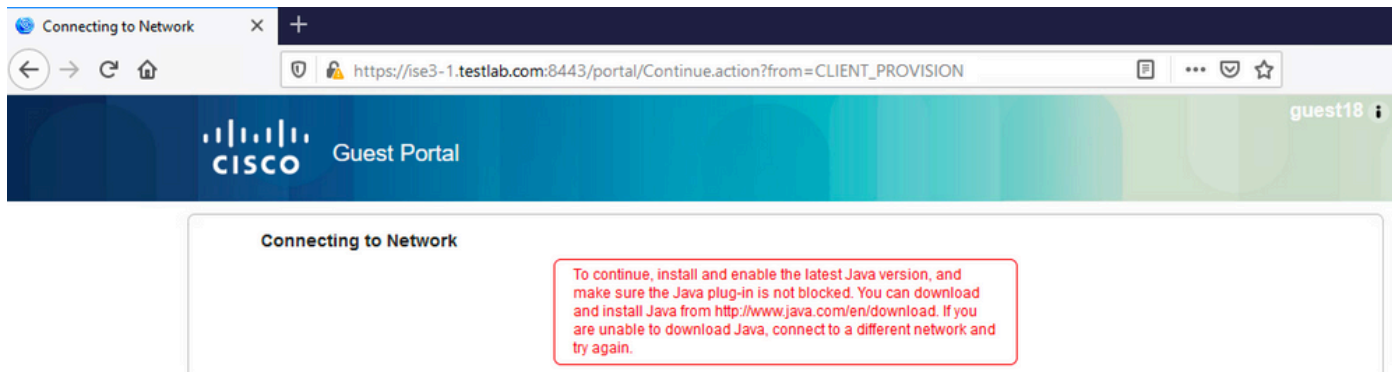 Connecting to Network
https://ise3-1.testlab.com:8443/portal/Continue.action?from=CLIENT_PROVISION
guest18
CISCO Guest Portal
Connecting to Network
To continue, install and enable the latest Java version, and
make sure the Java plug-in is not blocked. You can download
and install Java from http://www.java.com/en/download. If you
are unable to download Java, connect to a different network and
try again.